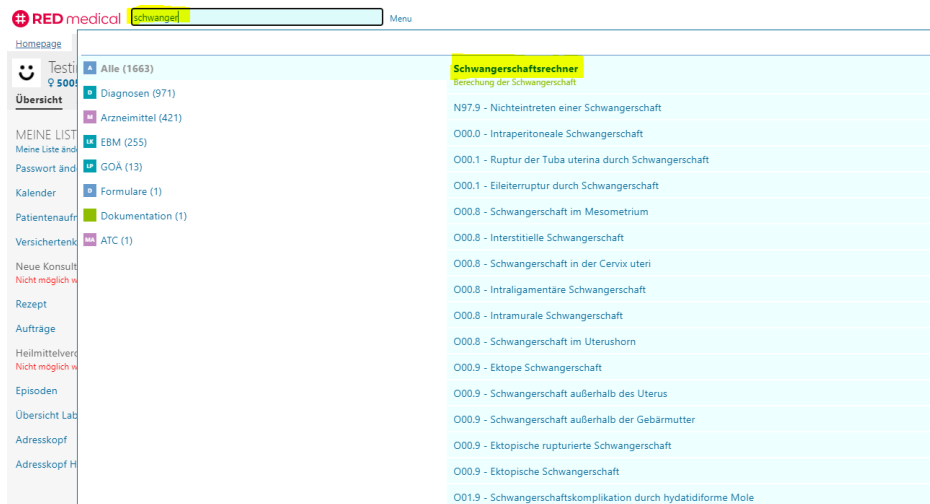 RED medical schwanger Menu
Homepage
Testi
♀ 5005
Übersicht
MEINE LIST
Meine Liste ände
Passwort änd
Kalender
Patientenaufn
Versichertenk
Neue Konsult
Nicht möglich w
Rezept
Aufträge
Heilmittelverd
Nicht möglich w
Episoden
Übersicht Lab
Adresskopf
Adresskopf H
A Alle (1663)
D Diagnosen (971)
M Arzneimittel (421)
LK EBM (255)
LP GOÄ (13)
D Formulare (1)
Dokumentation (1)
MA ATC (1)
Schwangerschaftsrechner
Berechung der Schwangerschaft
N97.9 - Nichteintreten einer Schwangerschaft
O00.0 - Intraperitoneale Schwangerschaft
O00.1 - Ruptur der Tuba uterina durch Schwangerschaft
O00.1 - Eileiterruptur durch Schwangerschaft
O00.8 - Schwangerschaft im Mesometrium
O00.8 - Interstitielle Schwangerschaft
O00.8 - Schwangerschaft in der Cervix uteri
O00.8 - Intraligamentäre Schwangerschaft
O00.8 - Intramurale Schwangerschaft
O00.8 - Schwangerschaft im Uterushorn
O00.9 - Ektope Schwangerschaft
O00.9 - Schwangerschaft außerhalb des Uterus
O00.9 - Schwangerschaft außerhalb der Gebärmutter
O00.9 - Ektopische rupturierte Schwangerschaft
O00.9 - Ektopische Schwangerschaft
O01.9 - Schwangerschaftskomplikation durch hydatidiforme Mole